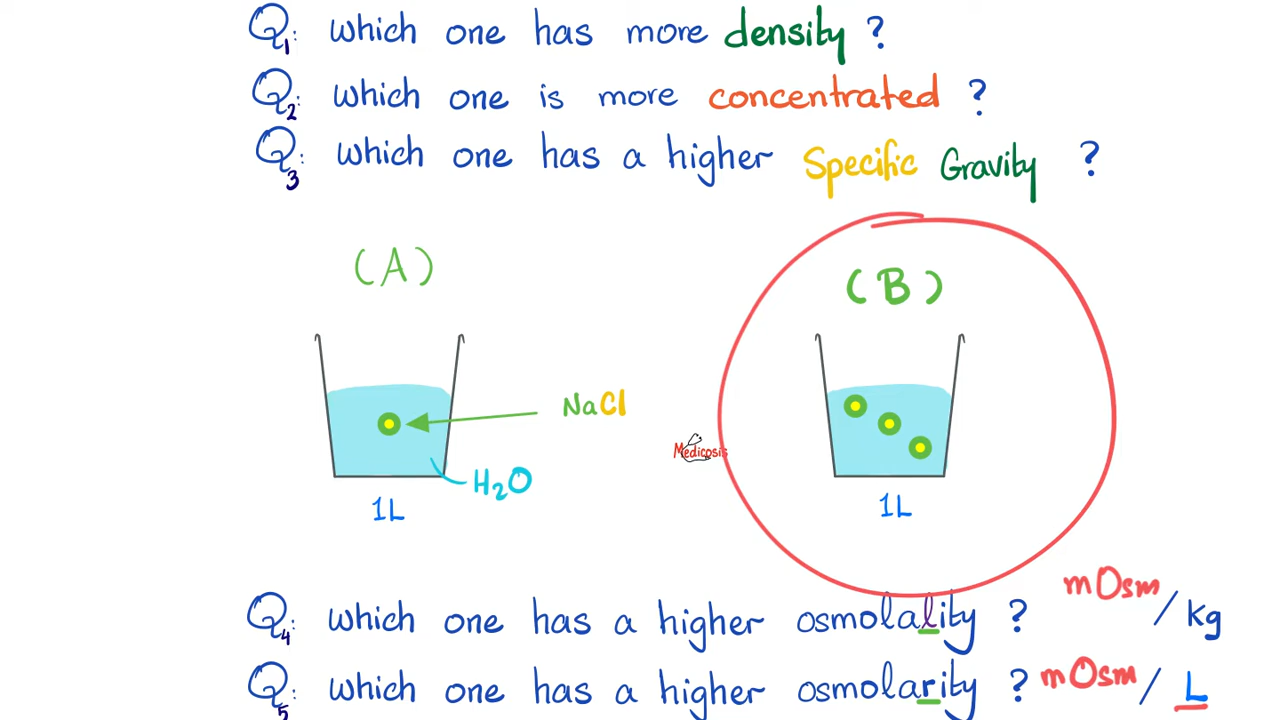 Q1: Which one has more density ?
Q2: which one is more concentrated ?
Q3: which one has a higher Specific Gravity ?
(A)
(B)
NaCl
Medicosis
H2O
1L
1L
Q4: which one has a higher osmolality ? mOsm / kg
Q5: which one has a higher osmolarity ? mOsm / L